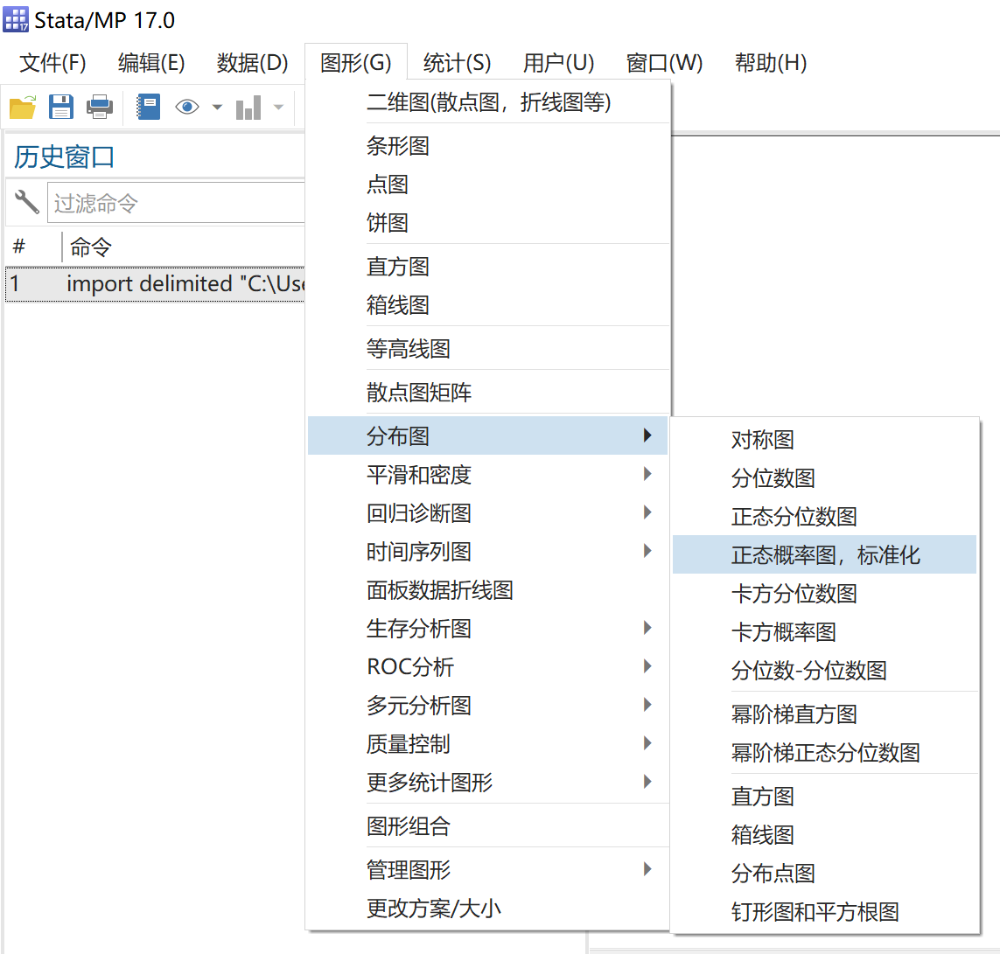 Stata/MP 17.0
文件(F) 编辑(E) 数据(D) 图形(G) 统计(S) 用户(U) 窗口(W) 帮助(H)
历史窗口
过滤命令
# 命令
1 import delimited "C:\Use
二维图(散点图，折线图等)
条形图
点图
饼图
直方图
箱线图
等高线图
散点图矩阵
分布图
平滑和密度
回归诊断图
时间序列图
面板数据折线图
生存分析图
ROC分析
多元分析图
质量控制
更多统计图形
图形组合
管理图形
更改方案/大小
对称图
分位数图
正态分位数图
正态概率图，标准化
卡方分位数图
卡方概率图
分位数-分位数图
幂阶梯直方图
幂阶梯正态分位数图
直方图
箱线图
分布点图
钉形图和平方根图